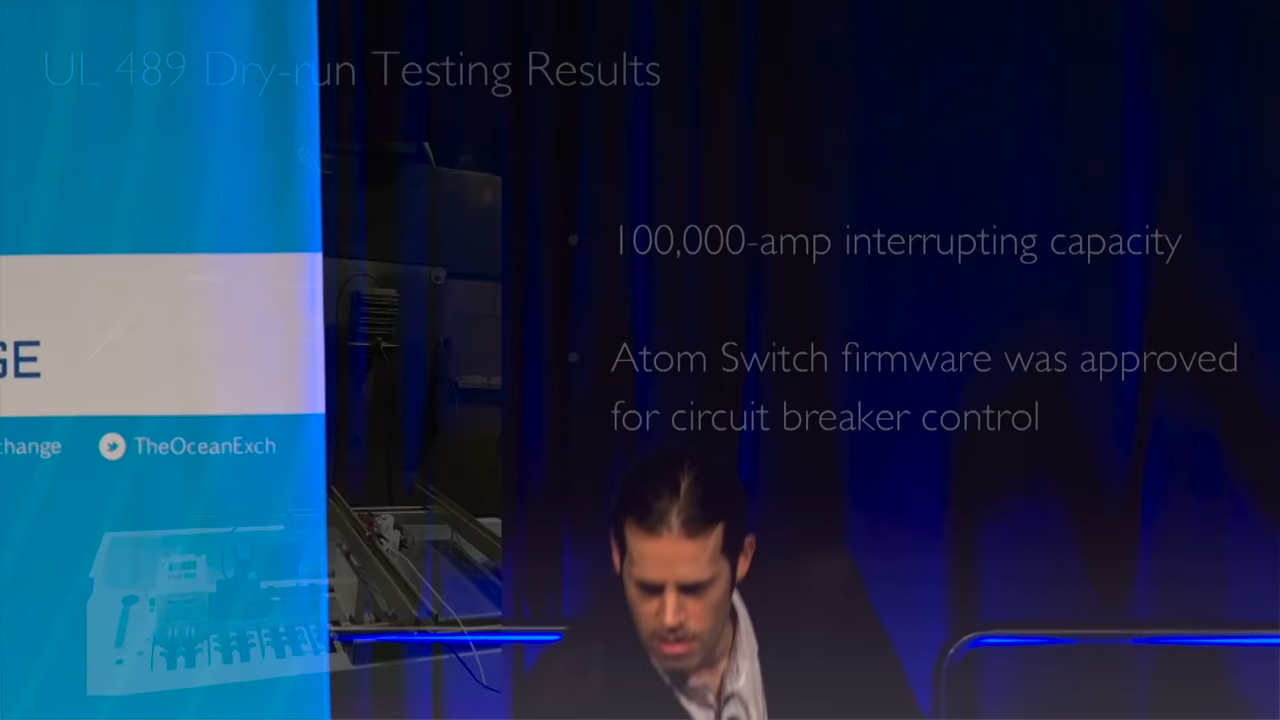 UL 489 Dry-run Testing Results
• 100,000-amp interrupting capacity
• Atom Switch firmware was approved
for circuit breaker control
GE
change
TheOceanExch